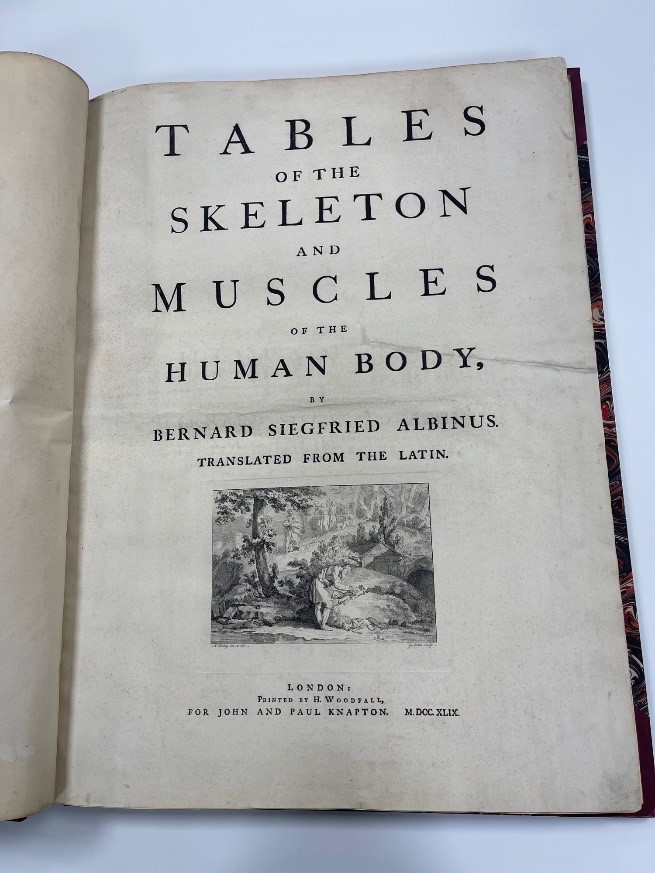 TABLES
OF THE
SKELETON
AND
MUSCLES
OF THE
HUMAN BODY,
BY
BERNARD SIEGFRIED ALBINUS.
TRANSLATED FROM THE LATIN.
LONDON:
PRINTED BY H. WOODFALL,
FOR JOHN AND PAUL KNAPTON. M.DCC.XLIX.